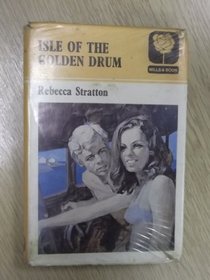 ISLE OF THE
GOLDEN DRUM
MILLS & BOON
Rebecca Stratton